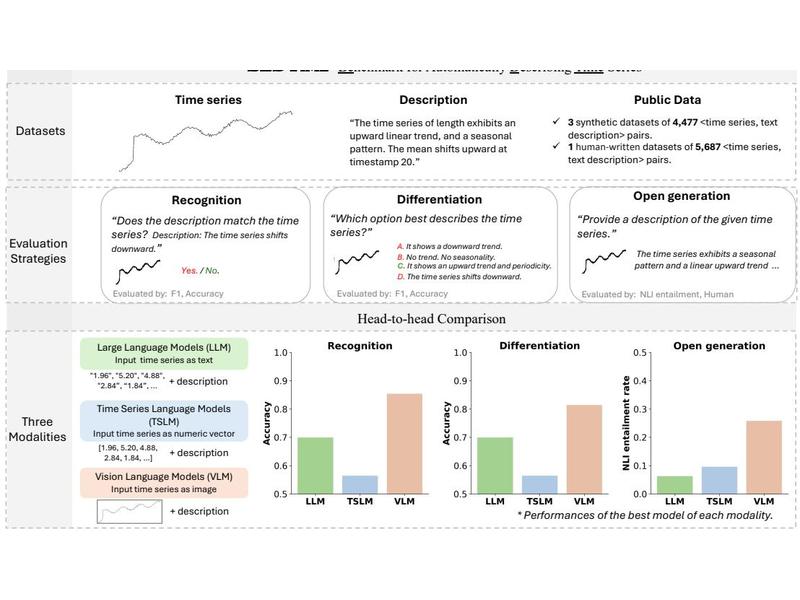 Benchmark for Automatically Describing Time Series
Datasets
Time series
Description
"The time series of length exhibits an
upward linear trend, and a seasonal
pattern. The mean shifts upward at
timestamp 20."
Public Data
✓ 3 synthetic datasets of 4,477 <time series, text
description> pairs.
✓ 1 human-written datasets of 5,687 <time series,
text description> pairs.
Evaluation
Strategies
Recognition
"Does the description match the time
series? Description: The time series shifts
downward."
Yes. / No.
Evaluated by: F1, Accuracy
Differentiation
"Which option best describes the time
series?"
A. It shows a downward trend.
B. No trend. No seasonality.
C. It shows an upward trend and periodicity.
D. The time series shifts downward.
Evaluated by: F1, Accuracy
Open generation
"Provide a description of the given time
series."
The time series exhibits a seasonal
pattern and a linear upward trend ...
Evaluated by: NLI entailment, Human
Head-to-head Comparison
Three
Modalities
Large Language Models (LLM)
Input time series as text
"1.96", "5.20", "4.88",
"2.84", "1.84", ...
+ description
Time Series Language Models
(TSLM)
Input time series as numeric vector
[1.96, 5.20, 4.88,
2.84, 1.84, ...]
+ description
Vision Language Models (VLM)
Input time series as image
+ description
Recognition
Accuracy
1.0
0.9
0.8
0.7
0.6
0.5
LLM TSLM VLM
Differentiation
Accuracy
1.0
0.9
0.8
0.7
0.6
0.5
LLM TSLM VLM
Open generation
NLI entailment rate
0.5
0.4
0.3
0.2
0.1
0.0
LLM TSLM VLM
* Performances of the best model of each modality.